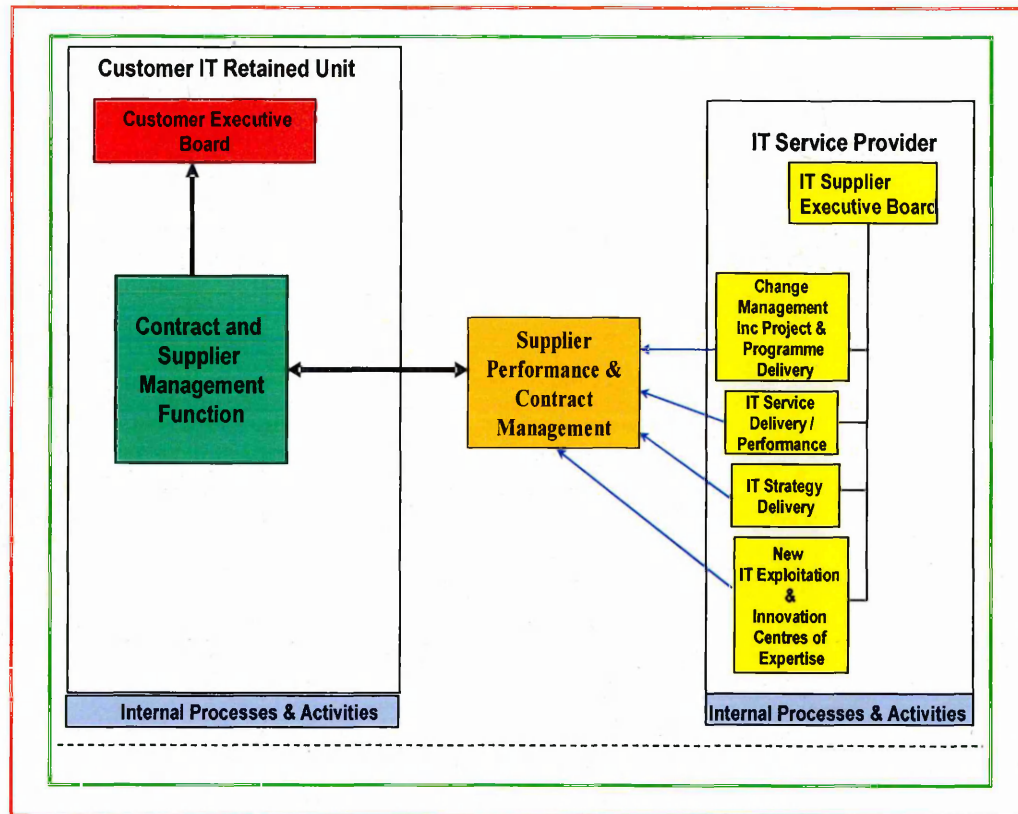 Customer IT Retained Unit
Customer Executive
Board
Contract and
Supplier
Management
Function
Supplier
Performance &
Contract
Management
IT Service Provider
IT Supplier
Executive Board
Change
Management
Inc Project &
Programme
Delivery
IT Service
Delivery /
Performance
IT Strategy
Delivery
New
IT Exploitation
&
Innovation
Centres of
Expertise
Internal Processes & Activities
Internal Processes & Activities